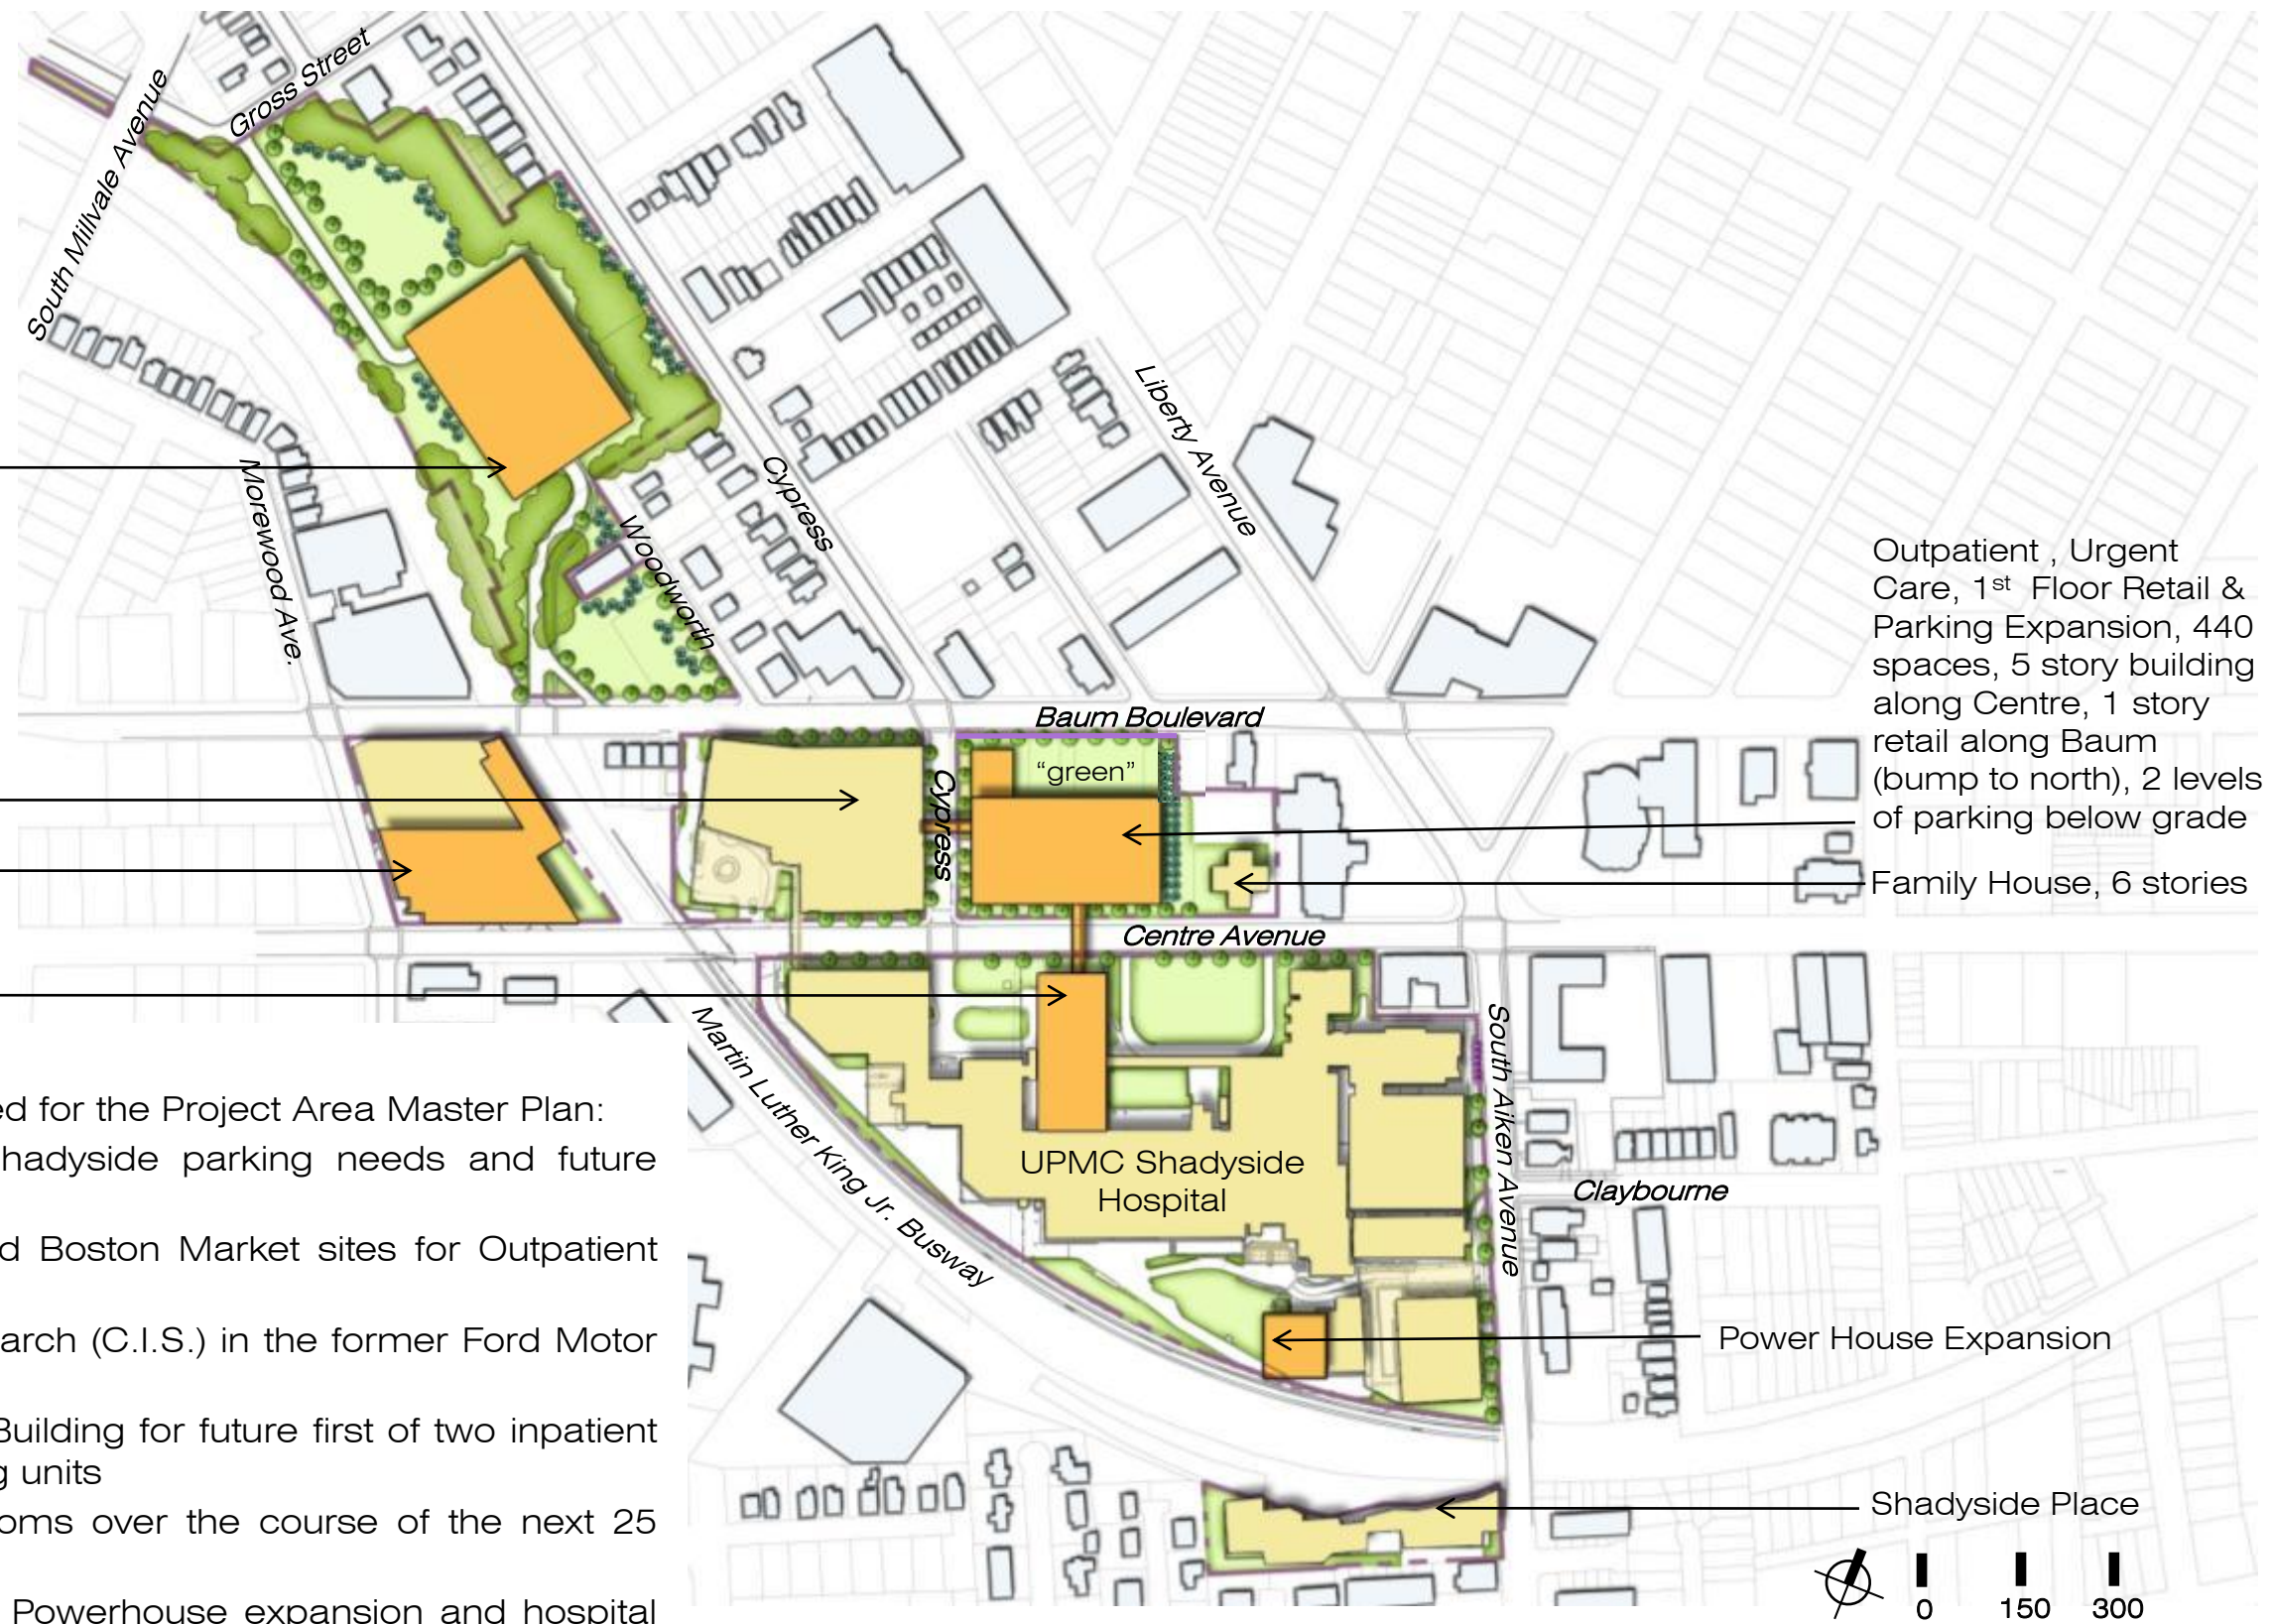 Gross Street
South Millvale Avenue
Morewood Ave.
Woodworth
Cypress
Liberty Avenue
Outpatient , Urgent
Care, 1st Floor Retail &
Parking Expansion, 440
spaces, 5 story building
along Centre, 1 story
retail along Baum
(bump to north), 2 levels
of parking below grade
Family House, 6 stories
Baum Boulevard
“green”
Cypress
Centre Avenue
Martin Luther King Jr. Busway
South Aiken Avenue
UPMC Shadyside
Hospital
Claybourne
Power House Expansion
Shadyside Place
0 150 300
for the Project Area Master Plan:
parking needs and future
Boston Market sites for Outpatient
(C.I.S.) in the former Ford Motor
Building for future first of two inpatient
units
over the course of the next 25
Powerhouse expansion and hospital